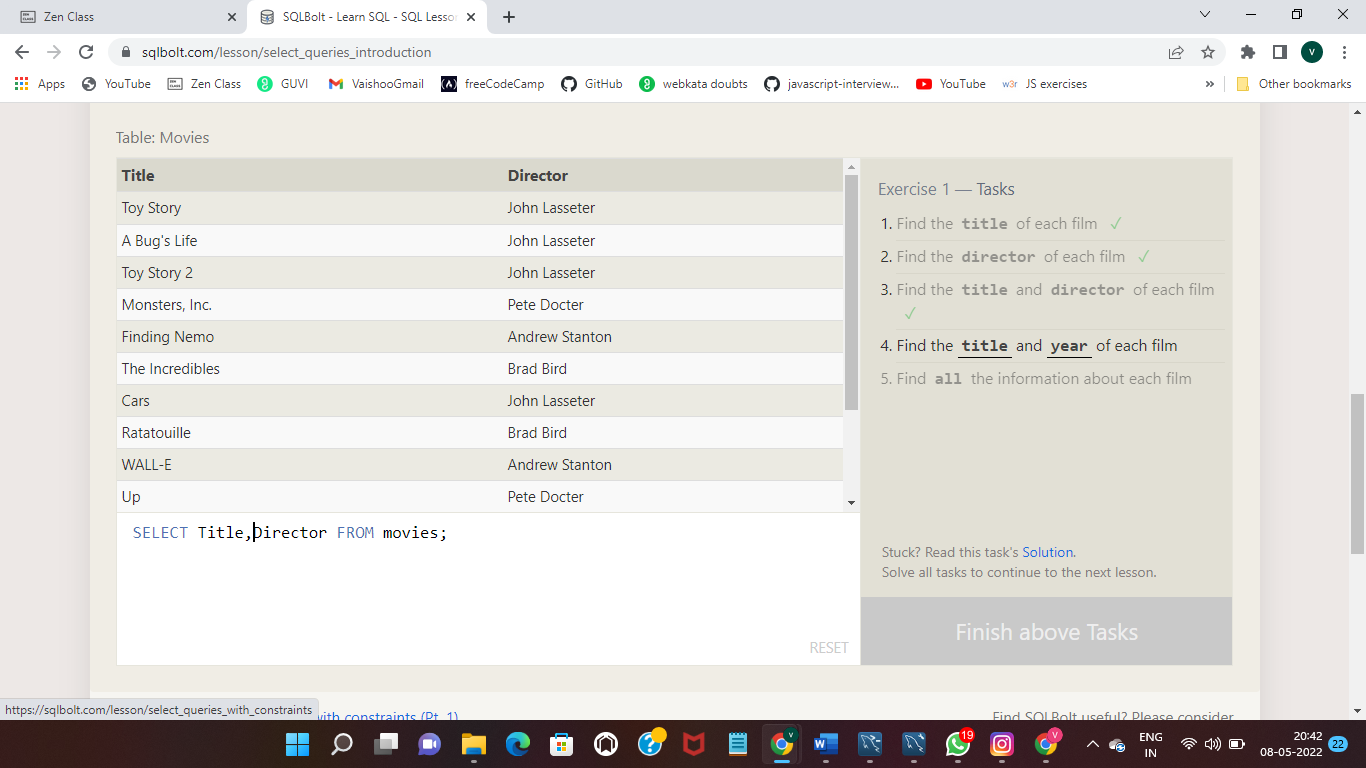 Zen Class
SQLBolt - Learn SQL - SQL Lesson
sqlbolt.com/lesson/select_queries_introduction
V
Apps YouTube Zen Class GUVI VaishooGmail freeCodeCamp GitHub webkata doubts javascript-interview... YouTube w3r JS exercises » Other bookmarks
Table: Movies
Title Director
Toy Story John Lasseter
A Bug's Life John Lasseter
Toy Story 2 John Lasseter
Monsters, Inc. Pete Docter
Finding Nemo Andrew Stanton
The Incredibles Brad Bird
Cars John Lasseter
Ratatouille Brad Bird
WALL-E Andrew Stanton
Up Pete Docter
SELECT Title,Director FROM movies;
RESET
Exercise 1 — Tasks
1. Find the title of each film ✓
2. Find the director of each film ✓
3. Find the title and director of each film
✓
4. Find the title and year of each film
5. Find all the information about each film
Stuck? Read this task's Solution.
Solve all tasks to continue to the next lesson.
Finish above Tasks
https://sqlbolt.com/lesson/select_queries_with_constraints
with constraints (Pt. 1)
Find SQLBolt useful? Please consider
V
19
V
ENG
IN
20:42
08-05-2022
22